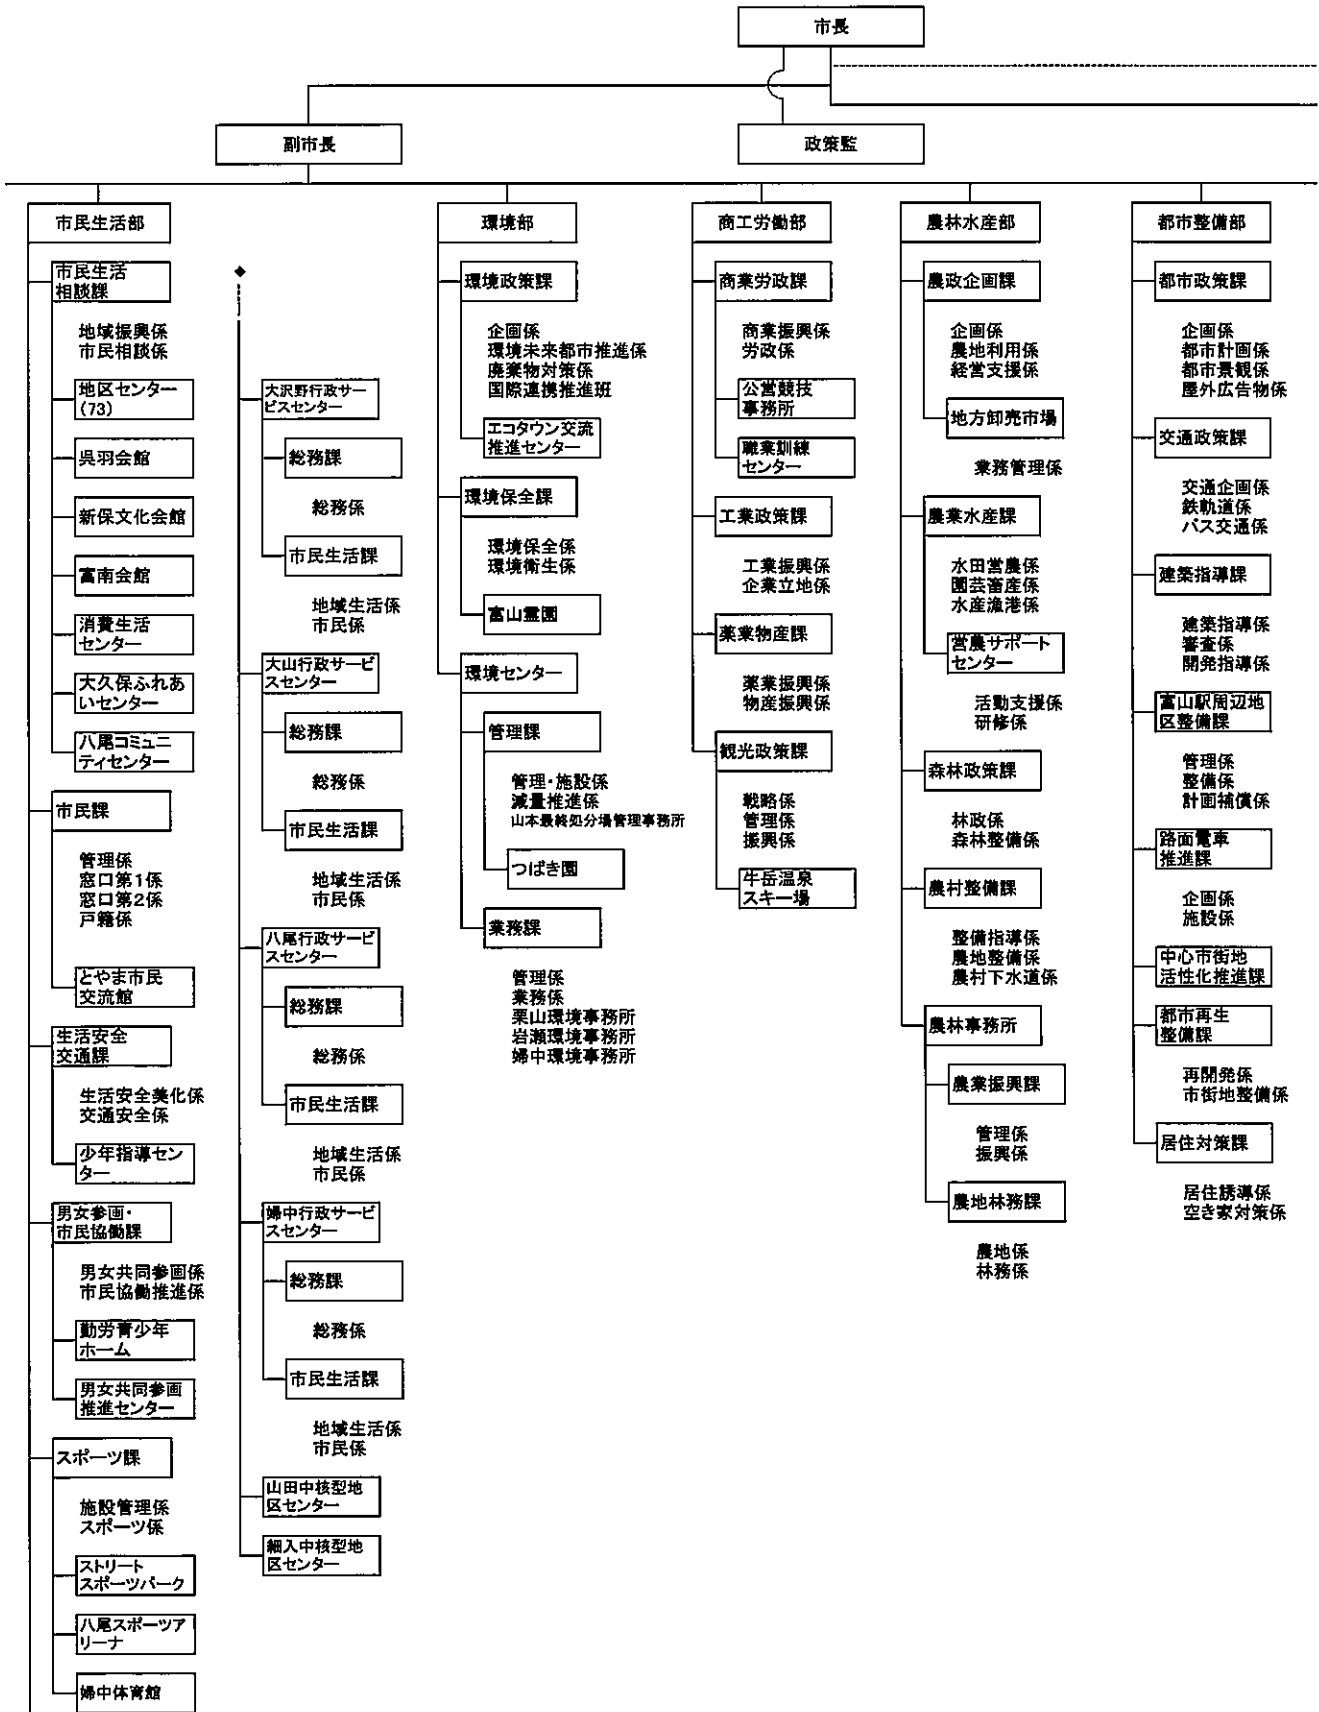 市長
副市長
政策監
市民生活部
市民生活
相談課
地域振興係
市民相談係
地区センター
(73)
呉羽会館
新保文化会館
富南会館
消費生活
センター
大久保ふれあ
いセンター
八尾コミュニ
ティセンター
市民課
管理係
窓口第1係
窓口第2係
戸籍係
とやま市民
交流館
生活安全
交通課
生活安全美化係
交通安全係
少年指導セン
ター
男女参画・
市民協働課
男女共同参画係
市民協働推進係
勤労青少年
ホーム
男女共同参画
推進センター
スポーツ課
施設管理係
スポーツ係
ストリート
スポーツパーク
八尾スポーツア
リーナ
婦中体育館
◆
大沢野行政サー
ビスセンター
総務課
総務係
市民生活課
地域生活係
市民係
大山行政サービ
スセンター
総務課
総務係
市民生活課
地域生活係
市民係
八尾行政サービ
スセンター
総務課
総務係
市民生活課
地域生活係
市民係
婦中行政サービ
スセンター
総務課
総務係
市民生活課
地域生活係
市民係
山田中核型地
区センター
細入中核型地
区センター
環境部
環境政策課
企画係
環境未来都市推進係
廃棄物対策係
国際連携推進班
エコタウン交流
推進センター
環境保全課
環境保全係
環境衛生係
富山霊園
環境センター
管理課
管理・施設係
減量推進係
山本最終処分場管理事務所
つばき園
業務課
管理係
業務係
栗山環境事務所
岩瀬環境事務所
婦中環境事務所
商工労働部
商業労政課
商業振興係
労政係
公営競技
事務所
職業訓練
センター
工業政策課
工業振興係
企業立地係
薬業物産課
薬業振興係
物産振興係
観光政策課
戦略係
管理係
振興係
牛岳温泉
スキー場
農林水産部
農政企画課
企画係
農地利用係
経営支援係
地方卸売市場
業務管理係
農業水産課
水田営農係
園芸畜産係
水産漁港係
営農サポート
センター
活動支援係
研修係
森林政策課
林政係
森林整備係
農村整備課
整備指導係
農地整備係
農村下水道係
農林事務所
農業振興課
管理係
振興係
農地林務課
農地係
林務係
都市整備部
都市政策課
企画係
都市計画係
都市景観係
屋外広告物係
交通政策課
交通企画係
鉄軌道係
バス交通係
建築指導課
建築指導係
審査係
開発指導係
富山駅周辺地
区整備課
管理係
整備係
計画補償係
路面電車
推進課
企画係
施設係
中心市街地
活性化推進課
都市再生
整備課
再開発係
市街地整備係
居住対策課
居住誘導係
空き家対策係